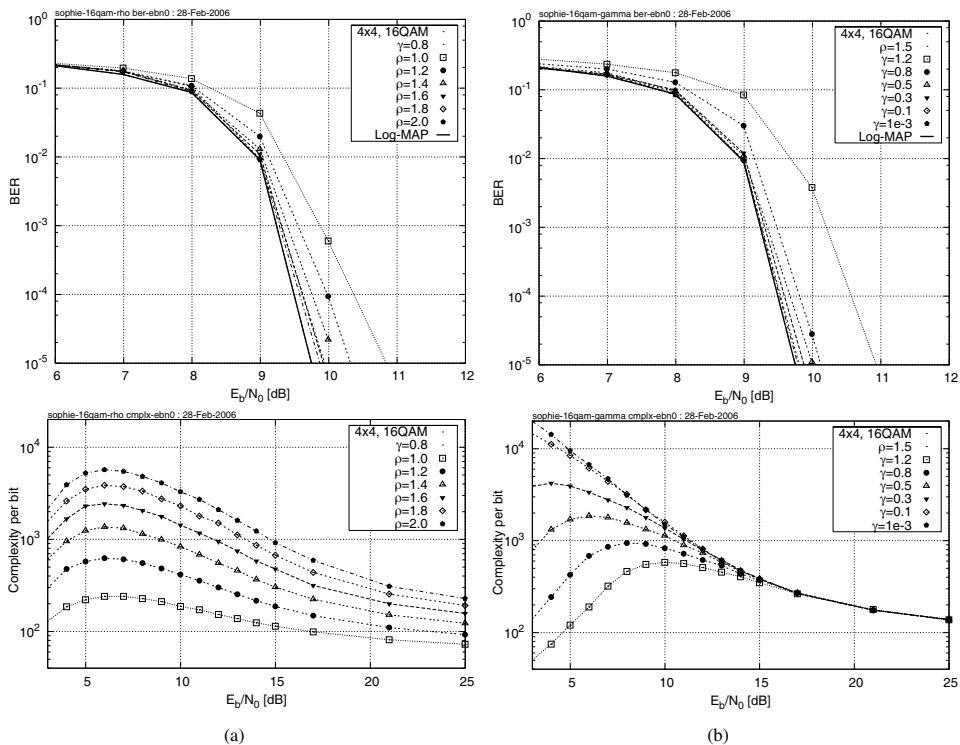 sophie-16qam-rho ber-ebn0 : 28-Feb-2006
10^0
10^-1
10^-2
10^-3
10^-4
10^-5
BER
4x4, 16QAM
γ=0.8
ρ=1.0
ρ=1.2
ρ=1.4
ρ=1.6
ρ=1.8
ρ=2.0
Log-MAP
6 7 8 9 10 11 12
E_b/N_0 [dB]
sophie-16qam-gamma ber-ebn0 : 28-Feb-2006
10^0
10^-1
10^-2
10^-3
10^-4
10^-5
BER
4x4, 16QAM
ρ=1.5
γ=1.2
γ=0.8
γ=0.5
γ=0.3
γ=0.1
γ=1e-3
Log-MAP
6 7 8 9 10 11 12
E_b/N_0 [dB]
sophie-16qam-rho cmplx-ebn0 : 28-Feb-2006
10^4
10^3
10^2
Complexity per bit
4x4, 16QAM
γ=0.8
ρ=1.0
ρ=1.2
ρ=1.4
ρ=1.6
ρ=1.8
ρ=2.0
5 10 15 20 25
E_b/N_0 [dB]
(a)
sophie-16qam-gamma cmplx-ebn0 : 28-Feb-2006
10^4
10^3
10^2
Complexity per bit
4x4, 16QAM
ρ=1.5
γ=1.2
γ=0.8
γ=0.5
γ=0.3
γ=0.1
γ=1e-3
5 10 15 20 25
E_b/N_0 [dB]
(b)